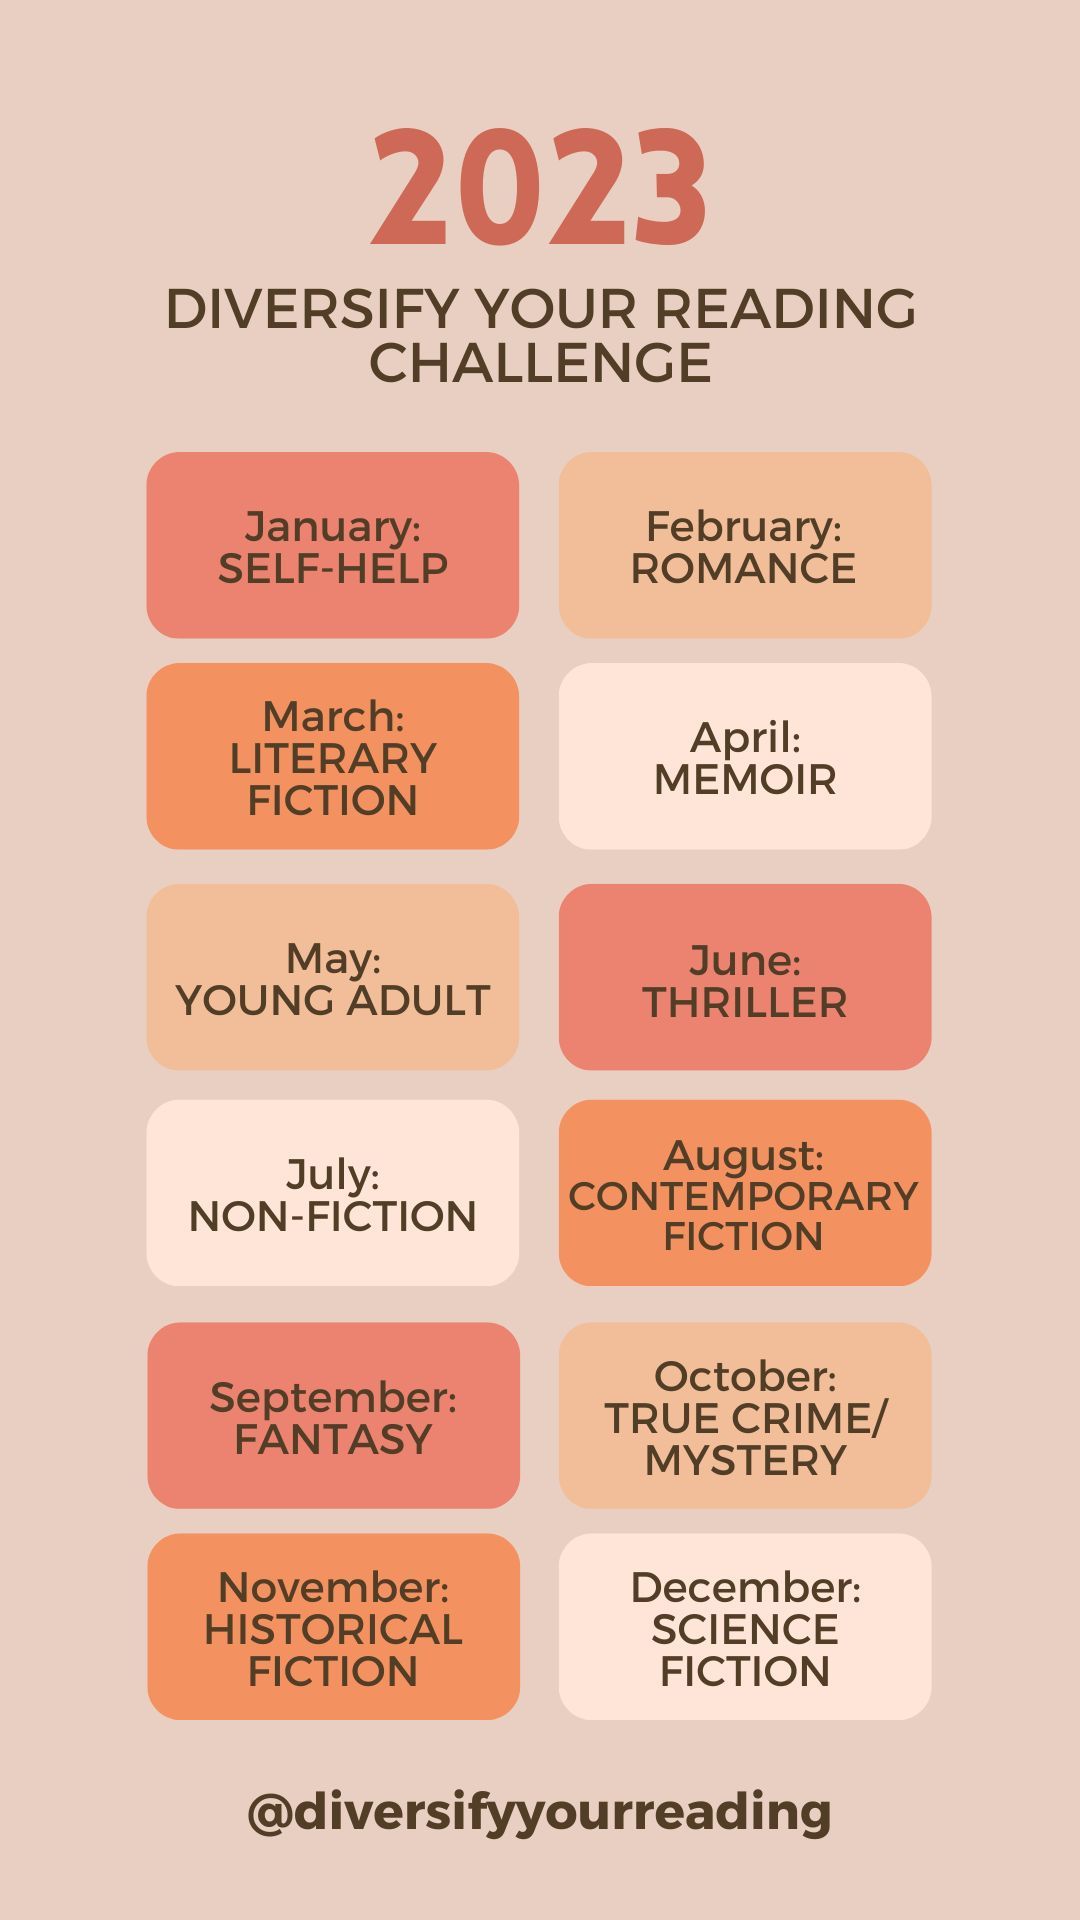 2023
DIVERSIFY YOUR READING
CHALLENGE
January:
SELF-HELP
February:
ROMANCE
March:
LITERARY
FICTION
April:
MEMOIR
May:
YOUNG ADULT
June:
THRILLER
July:
NON-FICTION
August:
CONTEMPORARY
FICTION
September:
FANTASY
October:
TRUE CRIME/
MYSTERY
November:
HISTORICAL
FICTION
December:
SCIENCE
FICTION
@diversifyyourreading